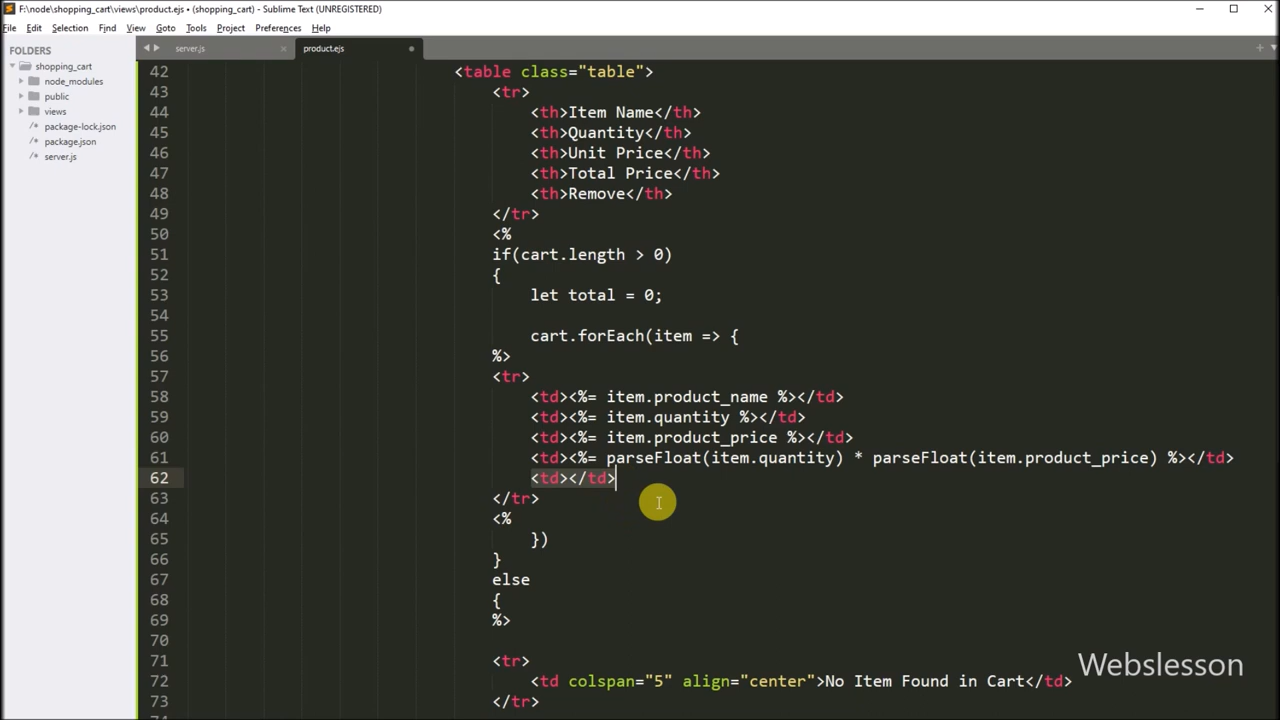 F:\node\shopping_cart\views\product.ejs • (shopping_cart) - Sublime Text (UNREGISTERED)
File Edit Selection Find View Goto Tools Project Preferences Help
FOLDERS
shopping_cart
node_modules
public
views
package-lock.json
package.json
server.js
server.js
product.ejs
42 <table class="table">
43 <tr>
44 <th>Item Name</th>
45 <th>Quantity</th>
46 <th>Unit Price</th>
47 <th>Total Price</th>
48 <th>Remove</th>
49 </tr>
50 <%
51 if(cart.length > 0)
52 {
53 let total = 0;
54
55 cart.forEach(item => {
56 %>
57 <tr>
58 <td><%= item.product_name %></td>
59 <td><%= item.quantity %></td>
60 <td><%= item.product_price %></td>
61 <td><%= parseFloat(item.quantity) * parseFloat(item.product_price) %></td>
62 <td></td>
63 </tr>
64 <%
65 })
66 }
67 else
68 {
69 %>
70
71 <tr>
72 <td colspan="5" align="center">No Item Found in Cart</td>
73 </tr>
Webslesson